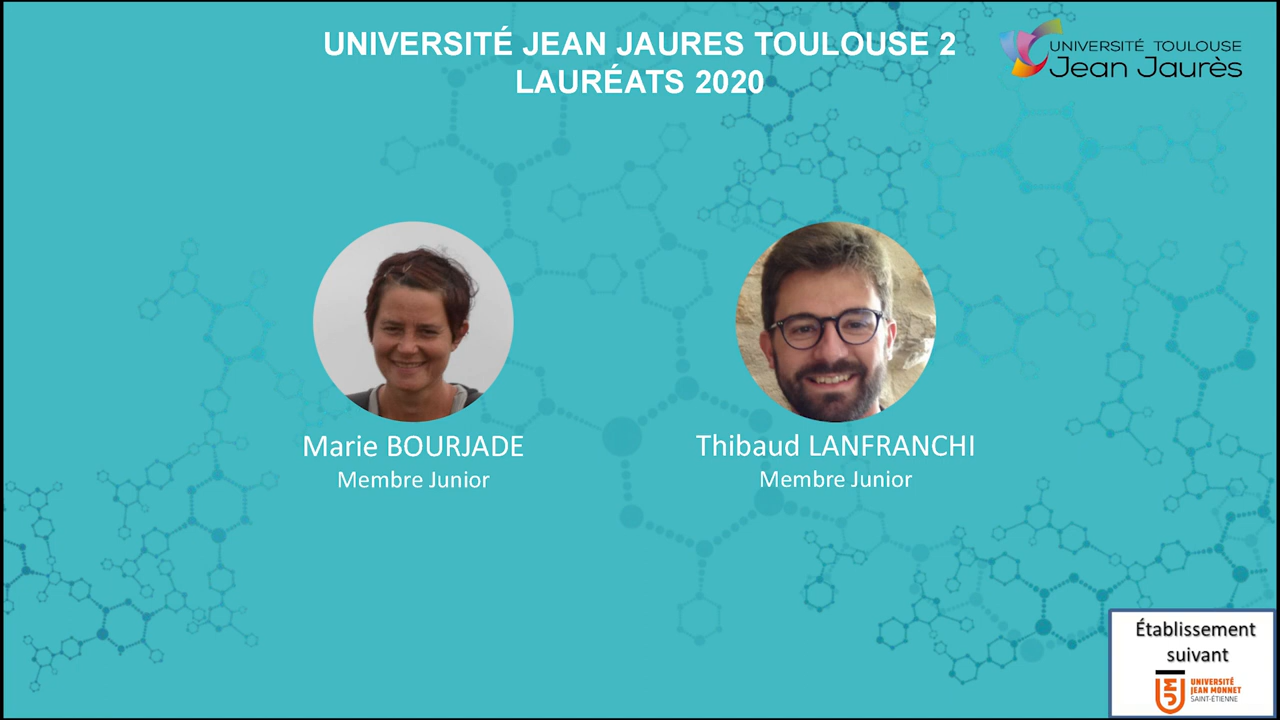 UNIVERSITÉ JEAN JAURES TOULOUSE 2
LAURÉATS 2020
UNIVERSITÉ TOULOUSE
Jean Jaurès
Marie BOURJADE
Membre Junior
Thibaud LANFRANCHI
Membre Junior
Établissement
suivant
UJM
UNIVERSITÉ
JEAN MONNET
SAINT-ÉTIENNE